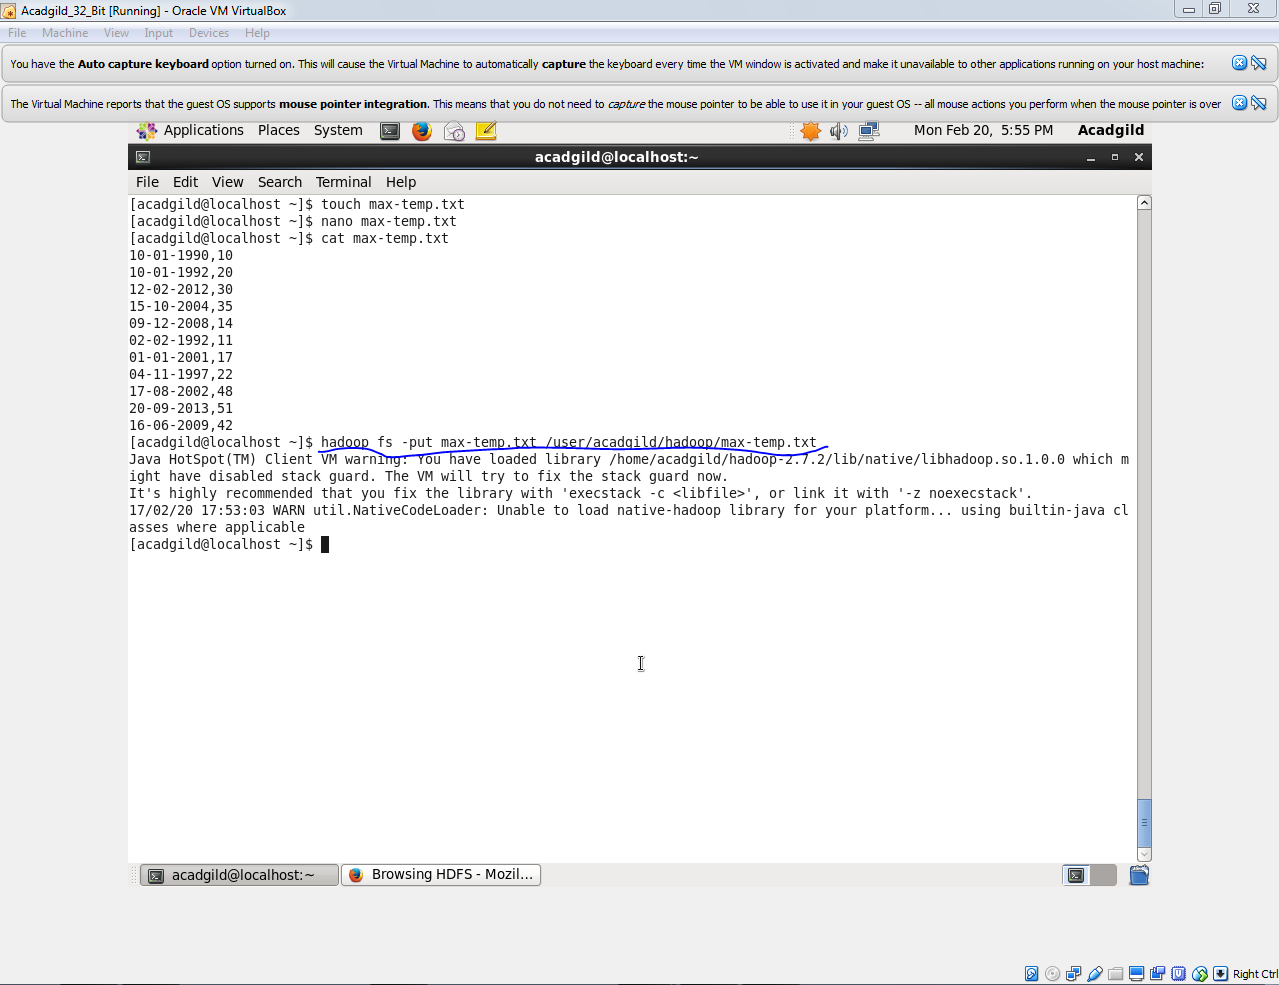 Acadgild_32_Bit [Running] - Oracle VM VirtualBox
File Machine View Input Devices Help
You have the Auto capture keyboard option turned on. This will cause the Virtual Machine to automatically capture the keyboard every time the VM window is activated and make it unavailable to other applications running on your host machine:
The Virtual Machine reports that the guest OS supports mouse pointer integration. This means that you do not need to capture the mouse pointer to be able to use it in your guest OS -- all mouse actions you perform when the mouse pointer is over
Applications Places System Mon Feb 20, 5:55 PM Acadgild
acadgild@localhost:~
File Edit View Search Terminal Help
[acadgild@localhost ~]$ touch max-temp.txt
[acadgild@localhost ~]$ nano max-temp.txt
[acadgild@localhost ~]$ cat max-temp.txt
10-01-1990,10
10-01-1992,20
12-02-2012,30
15-10-2004,35
09-12-2008,14
02-02-1992,11
01-01-2001,17
04-11-1997,22
17-08-2002,48
20-09-2013,51
16-06-2009,42
[acadgild@localhost ~]$ hadoop fs -put max-temp.txt /user/acadgild/hadoop/max-temp.txt
Java HotSpot(TM) Client VM warning: You have loaded library /home/acadgild/hadoop-2.7.2/lib/native/libhadoop.so.1.0.0 which m
ight have disabled stack guard. The VM will try to fix the stack guard now.
It's highly recommended that you fix the library with 'execstack -c <libfile>', or link it with '-z noexecstack'.
17/02/20 17:53:03 WARN util.NativeCodeLoader: Unable to load native-hadoop library for your platform... using builtin-java cl
asses where applicable
[acadgild@localhost ~]$
acadgild@localhost:~ Browsing HDFS - Mozil...
Right Ctrl